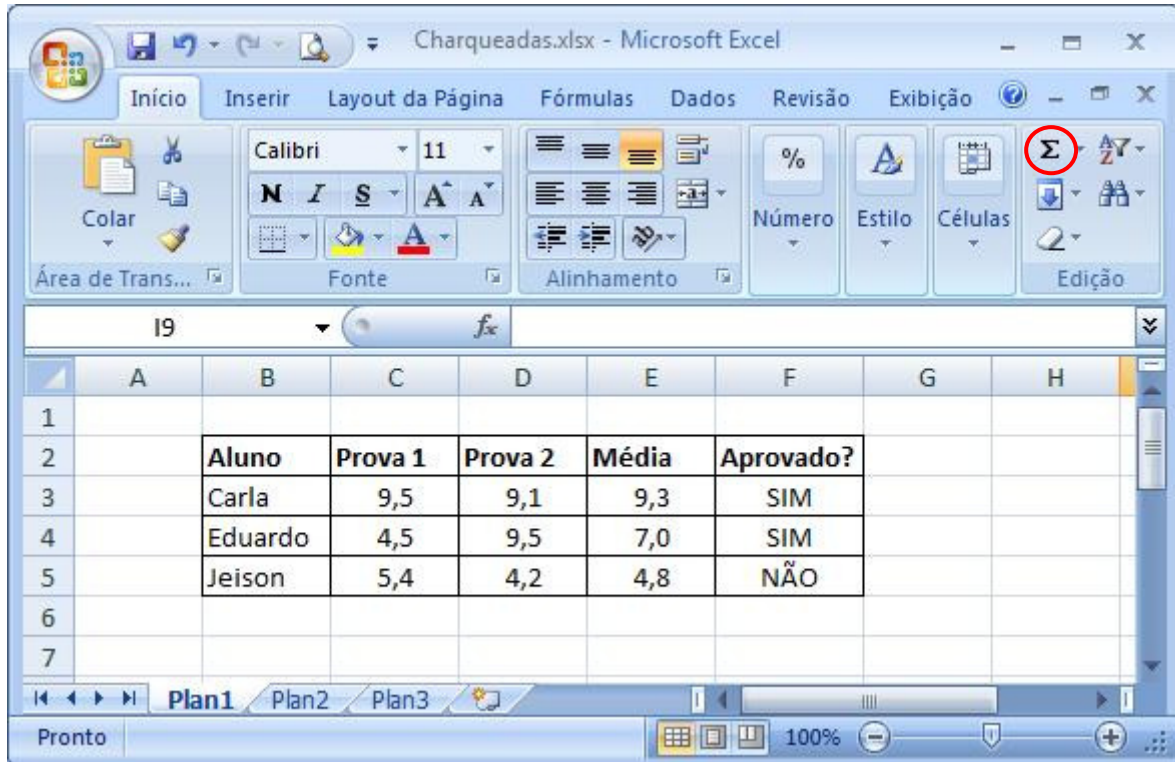 Charqueadas.xlsx - Microsoft Excel
Início Inserir Layout da Página Fórmulas Dados Revisão Exibição
Calibri 11 % Σ
N I S A A
Colar Número Estilo Células
A
Área de Trans... Fonte Alinhamento Edição
I9 fx
A B C D E F G H
1
2 Aluno Prova 1 Prova 2 Média Aprovado?
3 Carla 9,5 9,1 9,3 SIM
4 Eduardo 4,5 9,5 7,0 SIM
5 Jeison 5,4 4,2 4,8 NÃO
6
7
Plan1 Plan2 Plan3
Pronto 100%